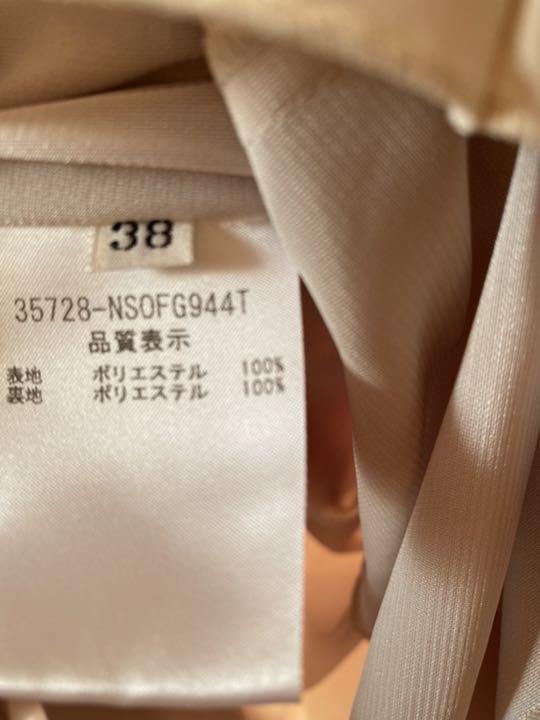 38
35728-NSOFG944T
品質表示
表地 ポリエステル 100%
裏地 ポリエステル 100%